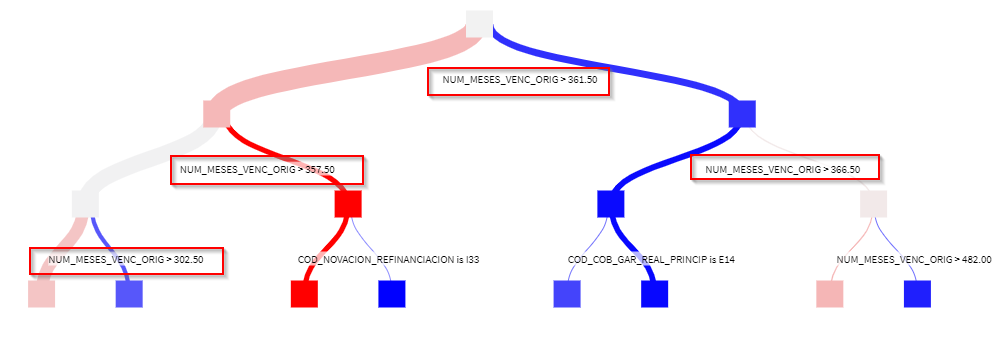 NUM_MESES_VENC_ORIG > 361.50
NUM_MESES_VENC_ORIG > 357.50
NUM_MESES_VENC_ORIG > 366.50
NUM_MESES_VENC_ORIG > 302.50
COD_NOVACION_REFINANCIACION is I33
COD_COB_GAR_REAL_PRINCIP is E14
NUM_MESES_VENC_ORIG > 482.00